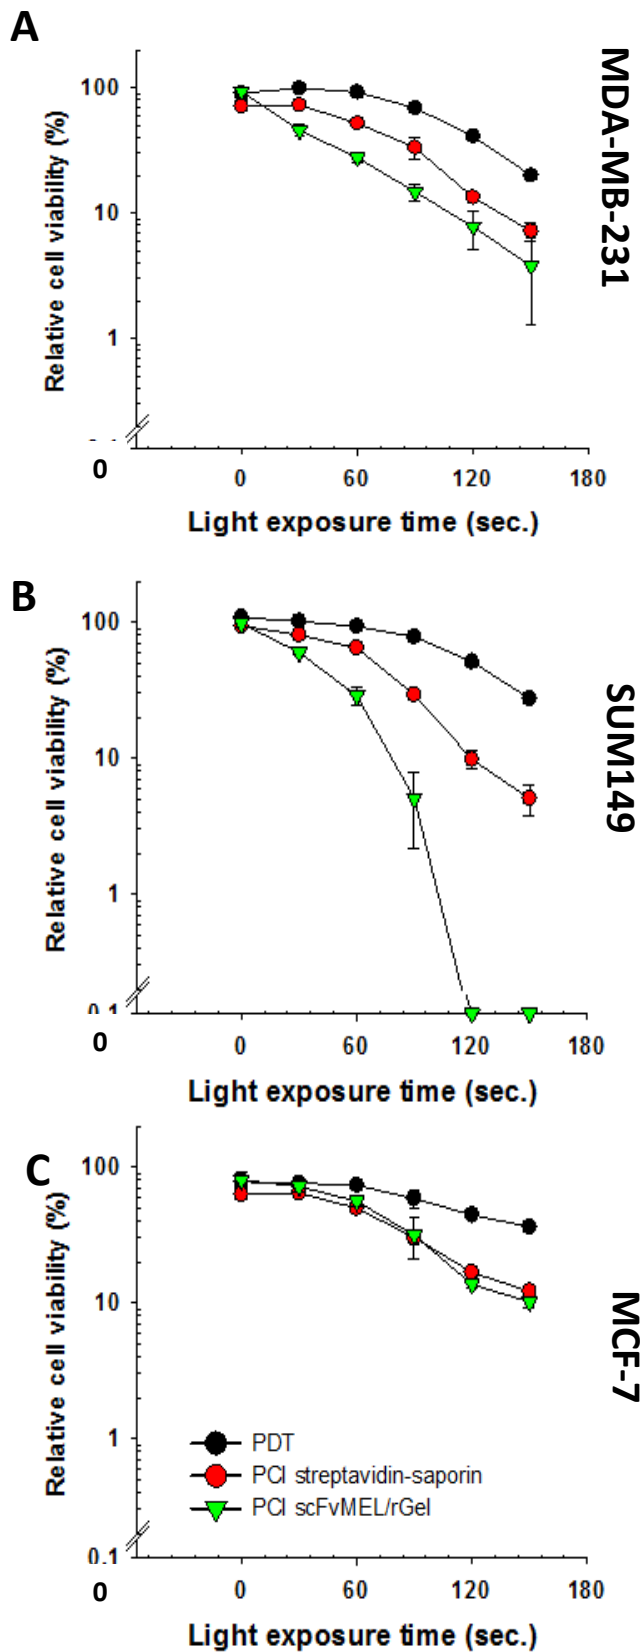 A
MDA-MB-231
Relative cell viability (%)
100
10
1
0
0 60 120 180
Light exposure time (sec.)
B
SUM149
Relative cell viability (%)
100
10
1
0.1
0
0 60 120 180
Light exposure time (sec.)
C
MCF-7
Relative cell viability (%)
100
10
1
0.1
0
PDT
PCI streptavidin-saporin
PCI scFvMEL/rGel
0 60 120 180
Light exposure time (sec.)